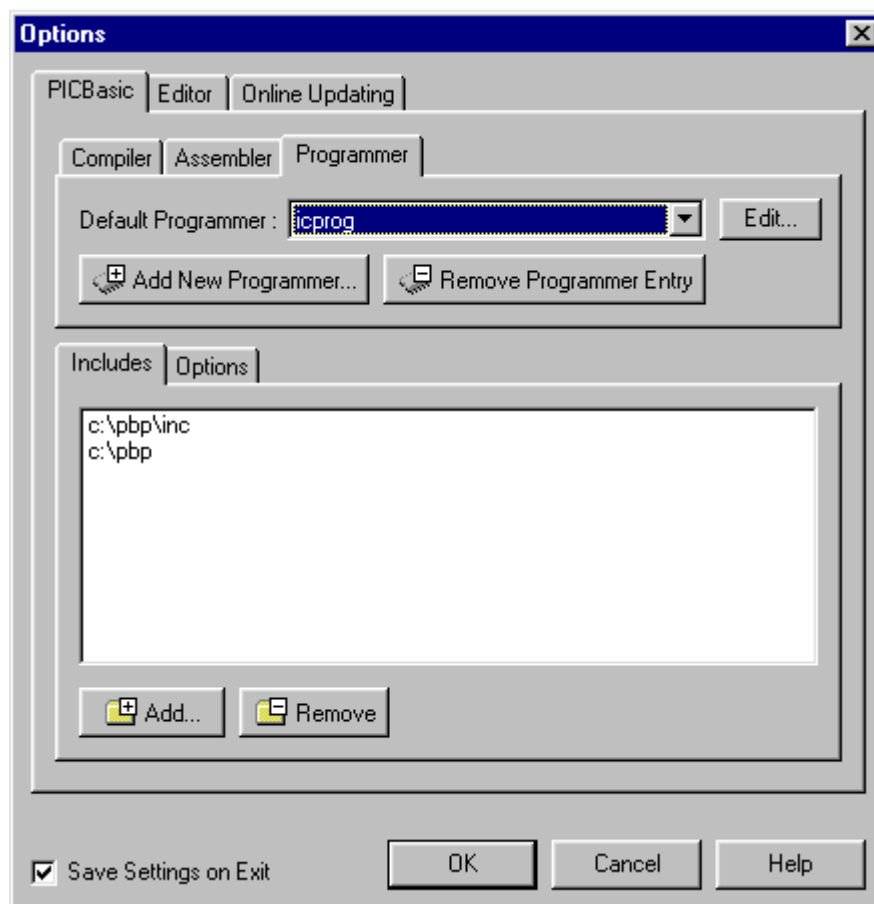 Options
PICBasic Editor Online Updating
Compiler Assembler Programmer
Default Programmer : icprog Edit...
Add New Programmer... Remove Programmer Entry
Includes Options
c:\pbp\inc
c:\pbp
Add... Remove
Save Settings on Exit OK Cancel Help